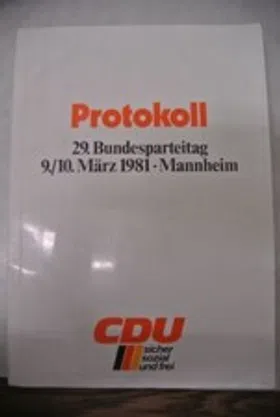 Protokoll
29. Bundesparteitag
9./10. März 1981 · Mannheim
CDU
sicher
sozial
und frei